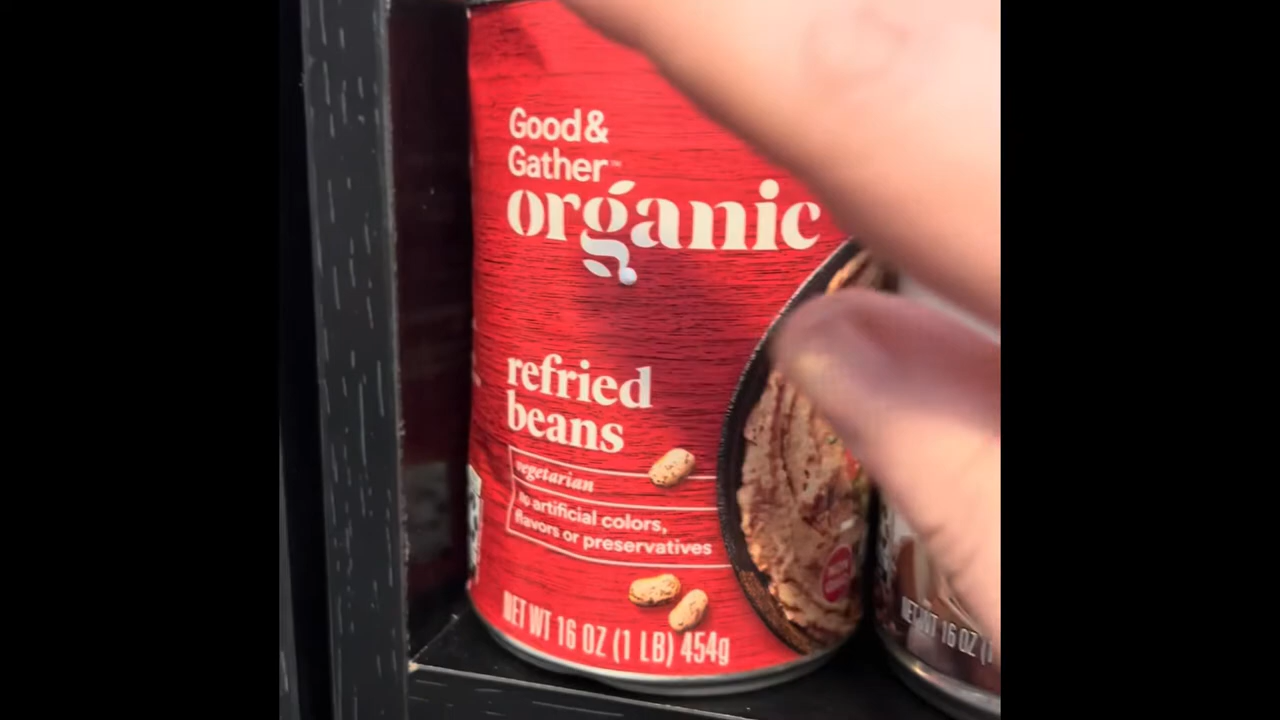 Good&
Gather™
organic
refried
beans
vegetarian
No artificial colors,
flavors or preservatives
NET WT 16 OZ (1 LB) 454g
NET WT 16 OZ (1